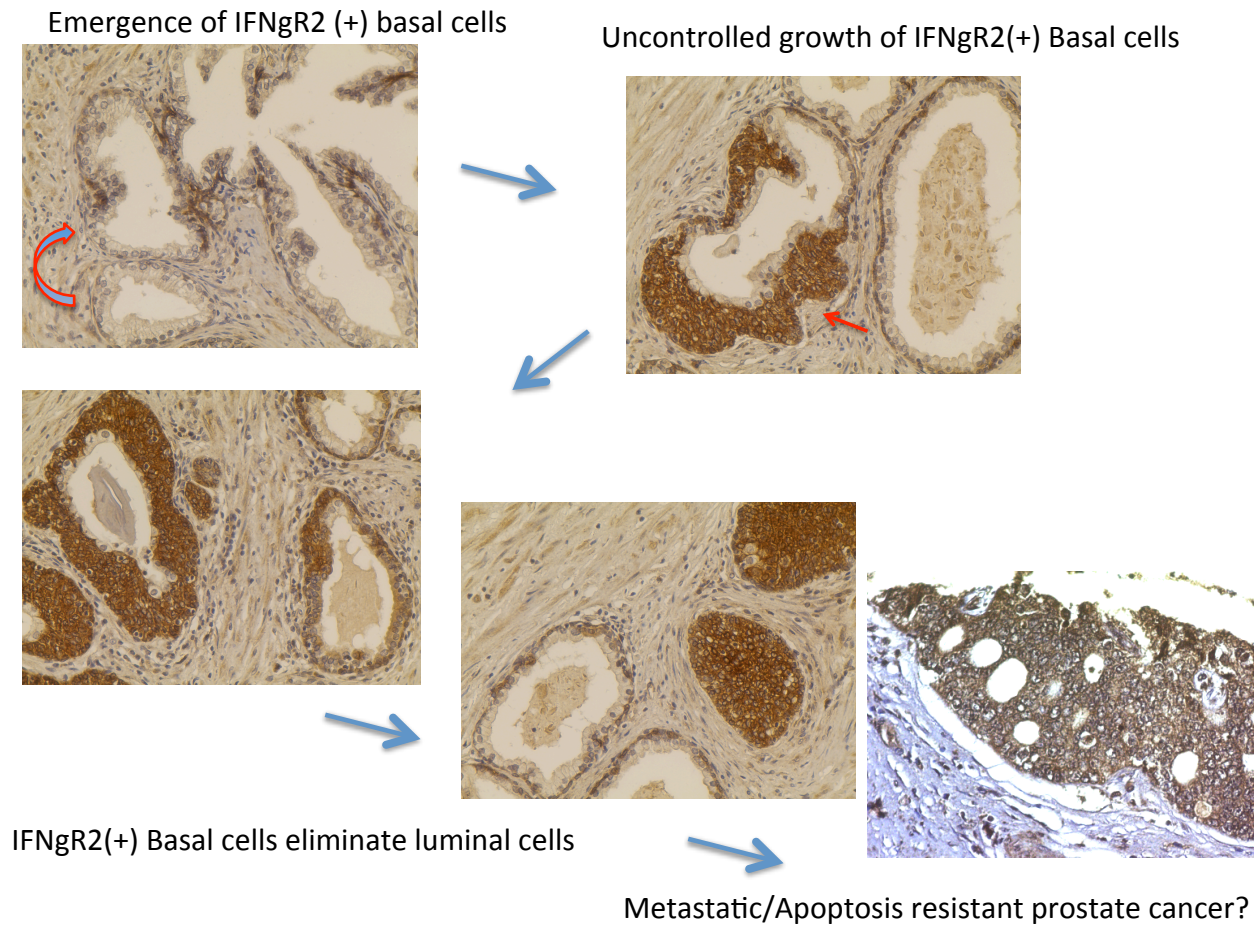 Emergence of IFNgR2 (+) basal cells
Uncontrolled growth of IFNgR2(+) Basal cells
IFNgR2(+) Basal cells eliminate luminal cells
Metastatic/Apoptosis resistant prostate cancer?